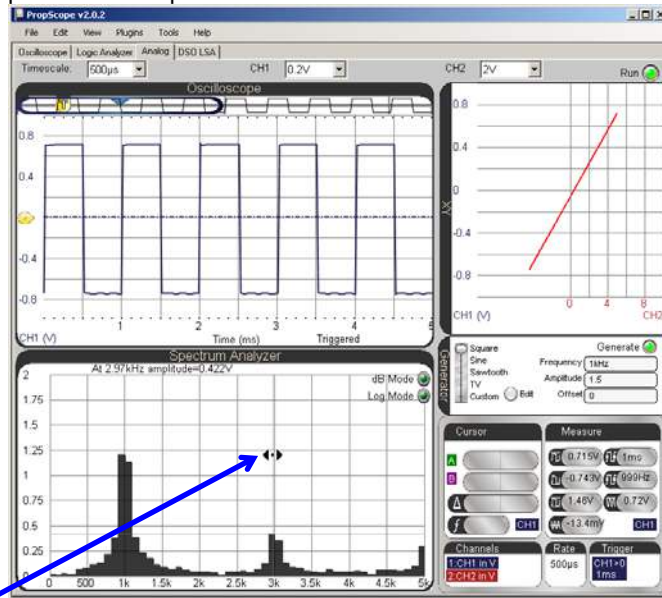 PropScope v2.0.2
File Edit View Plugins Tools Help
Oscilloscope Logic Analyzer Analog DSO LSA
Timescale: 500µs CH1 0.2V CH2 2V Run
Oscilloscope
0.8
0.4
-0.4
-0.8
1 2 3 4 5
CH1 (V) Time (ms) Triggered
XY
0.8
0.4
0
-0.4
-0.8
0 4 8
CH1 (V) CH2
Spectrum Analyzer
At 2.97kHz amplitude=0.422V
dB Mode
Log Mode
2
1.75
1.5
1.25
1
0.75
0.5
0.25
0 500 1k 1.5k 2k 2.5k 3k 3.5k 4k 4.5k 5k
Generator
Square
Sine
Sawtooth
TV
Custom Edit
Generate
Frequency 1kHz
Amplitude 1.5
Offset 0
Cursor
A
B
Δ
f CH1
Measure
0.715V 1ms
-0.743V 999Hz
1.46V 0.72V
-13.4mV CH1
Channels
1:CH1 in V
2:CH2 in V
Rate
500µs
Trigger
CH1>0
1ms